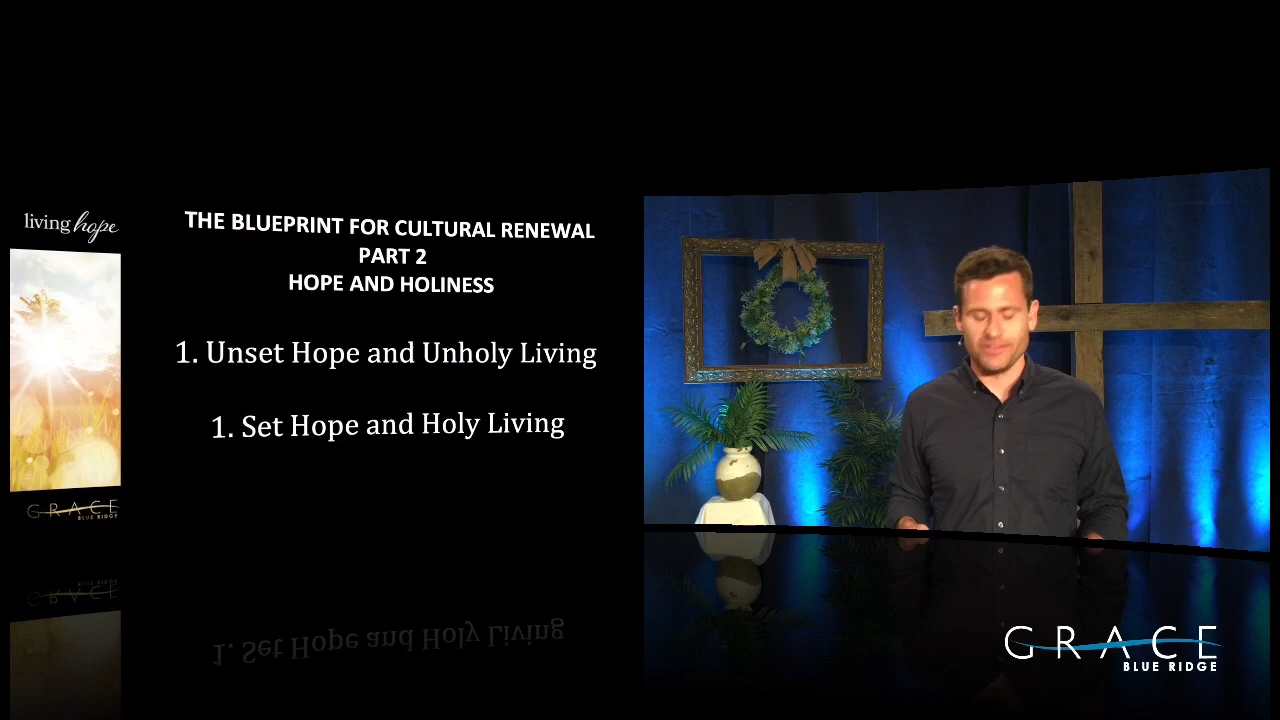 living hope
GRACE
BLUE RIDGE
THE BLUEPRINT FOR CULTURAL RENEWAL
PART 2
HOPE AND HOLINESS
1. Unset Hope and Unholy Living
1. Set Hope and Holy Living
GRACE
BLUE RIDGE